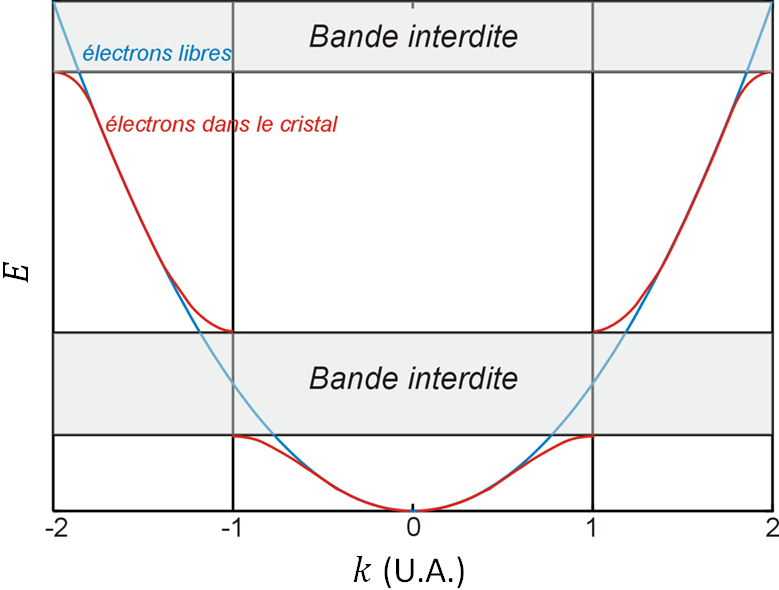 Bande interdite
électrons libres
électrons dans le cristal
E
Bande interdite
-2 -1 0 1 2
k (U.A.)